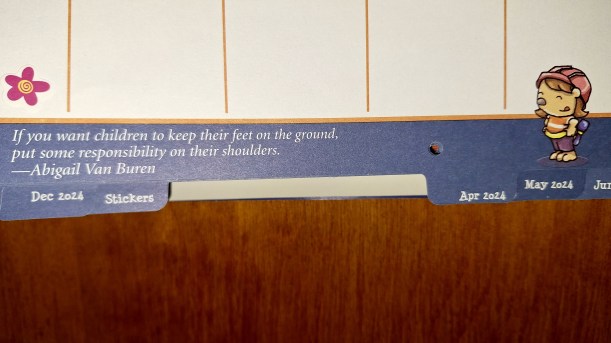 If you want children to keep their feet on the ground,
put some responsibility on their shoulders.
—Abigail Van Buren
Dec 2024 Stickers Apr 2024 May 2024